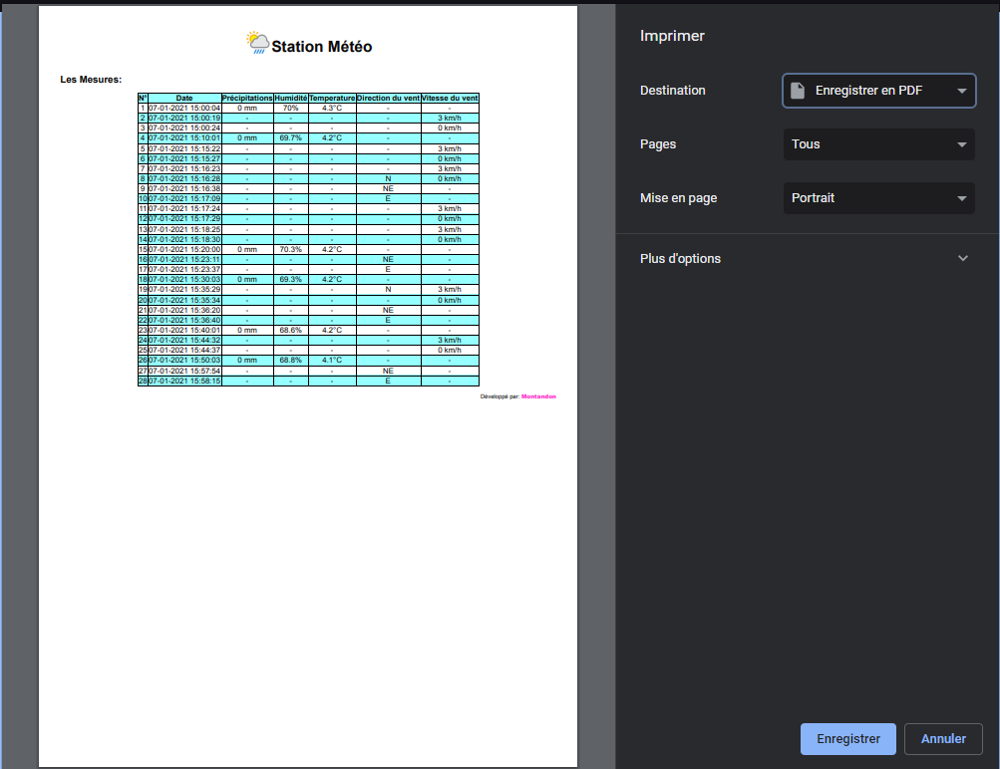 Station Météo
Les Mesures:
N° Date Précipitations Humidité Temperature Direction du vent Vitesse du vent
1 07-01-2021 15:00:04 0 mm 70% 4.3°C - -
2 07-01-2021 15:00:19 - - - - 3 km/h
3 07-01-2021 15:00:24 - - - - 0 km/h
4 07-01-2021 15:10:01 0 mm 69.7% 4.2°C - -
5 07-01-2021 15:15:22 - - - - 3 km/h
6 07-01-2021 15:15:27 - - - - 0 km/h
7 07-01-2021 15:16:23 - - - - 3 km/h
8 07-01-2021 15:16:28 - - - N 0 km/h
9 07-01-2021 15:16:38 - - - NE -
10 07-01-2021 15:17:09 - - - E -
11 07-01-2021 15:17:24 - - - - 3 km/h
12 07-01-2021 15:17:29 - - - - 0 km/h
13 07-01-2021 15:18:25 - - - - 3 km/h
14 07-01-2021 15:18:30 - - - - 0 km/h
15 07-01-2021 15:20:00 0 mm 70.3% 4.2°C - -
16 07-01-2021 15:23:11 - - - NE -
17 07-01-2021 15:23:37 - - - E -
18 07-01-2021 15:30:03 0 mm 69.3% 4.2°C - -
19 07-01-2021 15:35:29 - - - N 3 km/h
20 07-01-2021 15:35:34 - - - - 0 km/h
21 07-01-2021 15:36:20 - - - NE -
22 07-01-2021 15:36:40 - - - E -
23 07-01-2021 15:40:01 0 mm 68.6% 4.2°C - -
24 07-01-2021 15:44:32 - - - - 3 km/h
25 07-01-2021 15:44:37 - - - - 0 km/h
26 07-01-2021 15:50:03 0 mm 68.8% 4.1°C - -
27 07-01-2021 15:57:54 - - - NE -
28 07-01-2021 15:58:15 - - - E -
Développé par: Montandon
Imprimer
Destination Enregistrer en PDF
Pages Tous
Mise en page Portrait
Plus d'options
Enregistrer Annuler